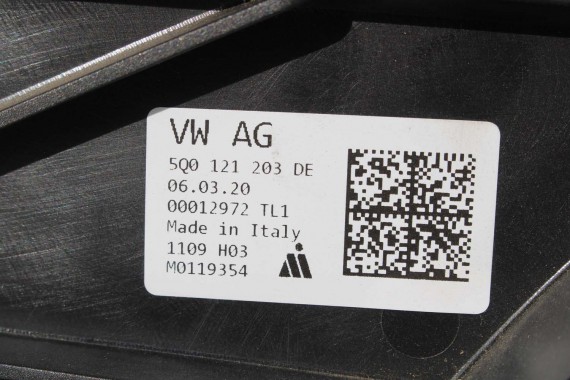 VW AG
5Q0 121 203 DE
06.03.20
00012972 TL1
Made in Italy
1109 H03
M0119354